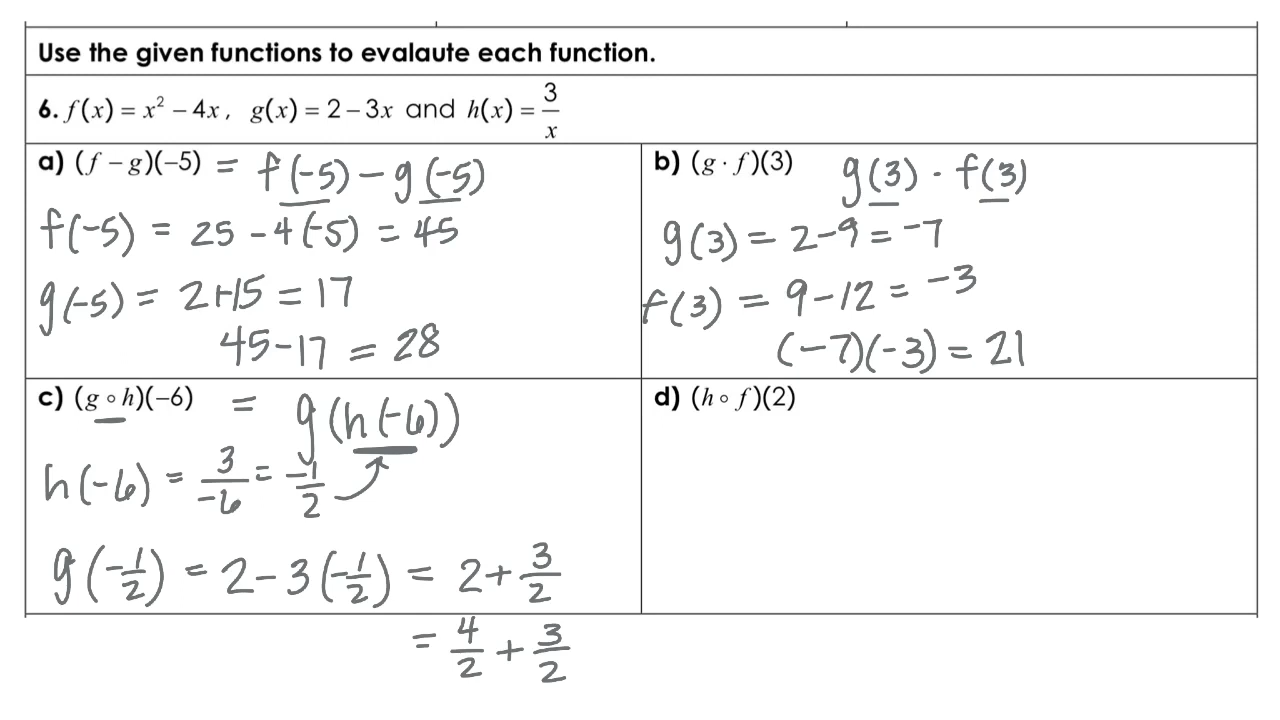 Use the given functions to evalaute each function.
6. f(x) = x² − 4x, g(x) = 2 − 3x and h(x) = 3/x
a) (f − g)(−5) = f(-5) - g(-5)
f(-5) = 25 - 4(-5) = 45
g(-5) = 2+15 = 17
45 - 17 = 28
b) (g · f)(3) g(3) · f(3)
g(3) = 2 - 9 = -7
f(3) = 9 - 12 = -3
(-7)(-3) = 21
c) (g ∘ h)(−6) = g(h(-6))
h(-6) = 3/-6 = -1/2
g(-1/2) = 2 - 3(-1/2) = 2 + 3/2
= 4/2 + 3/2
d) (h ∘ f)(2)